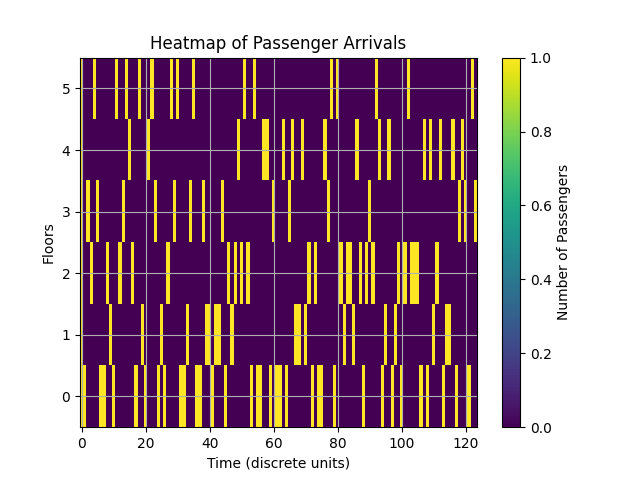 Heatmap of Passenger Arrivals
5
4
3
2
1
0
Floors
0 20 40 60 80 100 120
Time (discrete units)
1.0
0.8
0.6
0.4
0.2
0.0
Number of Passengers